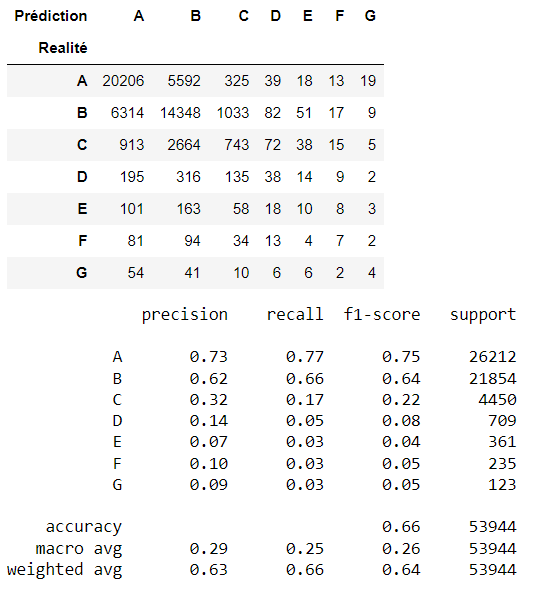 Prédiction A B C D E F G
Realité
A 20206 5592 325 39 18 13 19
B 6314 14348 1033 82 51 17 9
C 913 2664 743 72 38 15 5
D 195 316 135 38 14 9 2
E 101 163 58 18 10 8 3
F 81 94 34 13 4 7 2
G 54 41 10 6 6 2 4
precision recall f1-score support
A 0.73 0.77 0.75 26212
B 0.62 0.66 0.64 21854
C 0.32 0.17 0.22 4450
D 0.14 0.05 0.08 709
E 0.07 0.03 0.04 361
F 0.10 0.03 0.05 235
G 0.09 0.03 0.05 123
accuracy 0.66 53944
macro avg 0.29 0.25 0.26 53944
weighted avg 0.63 0.66 0.64 53944